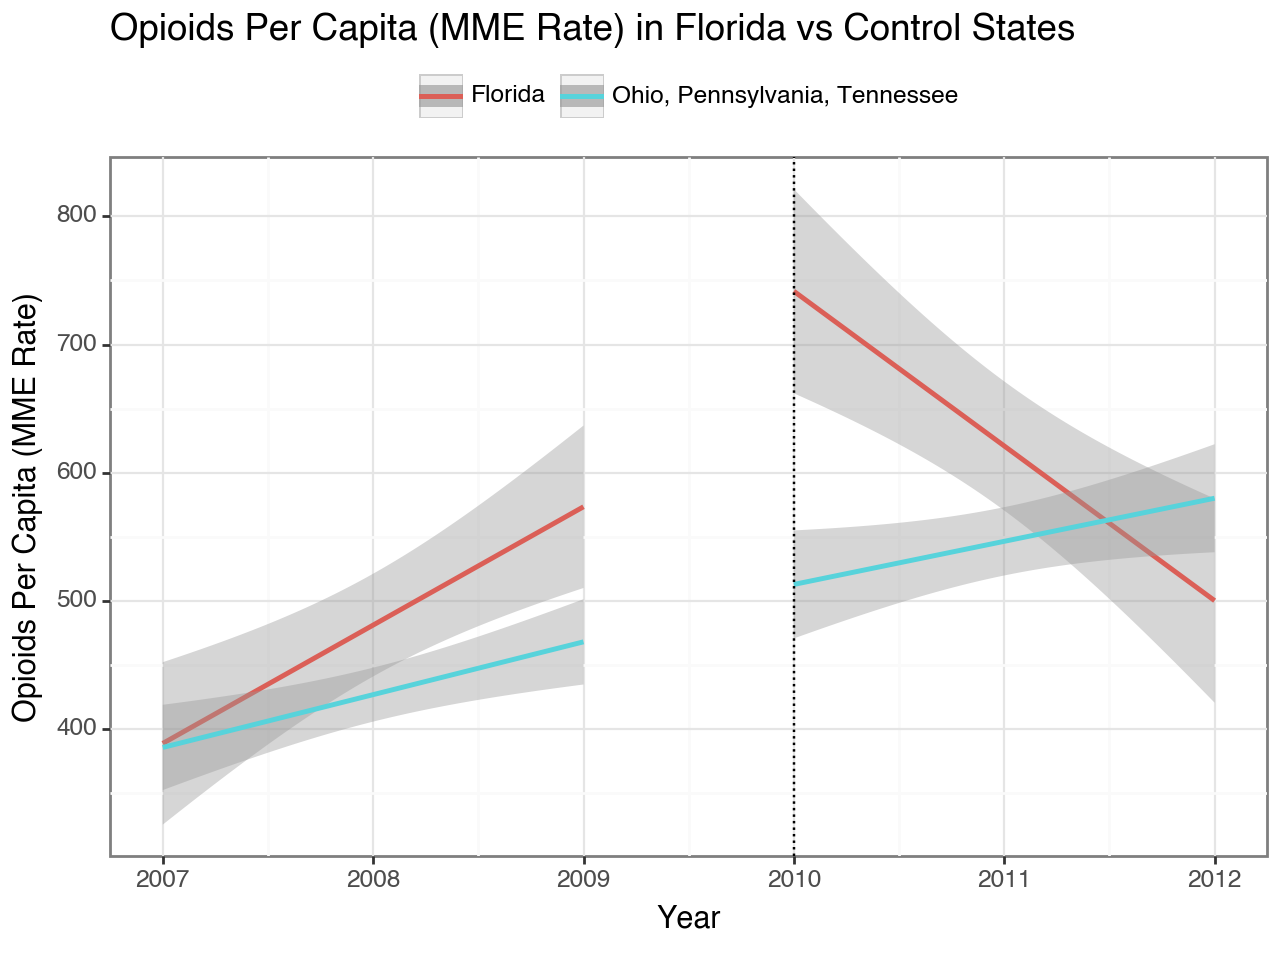 Opioids Per Capita (MME Rate) in Florida vs Control States
Florida
Ohio, Pennsylvania, Tennessee
Opioids Per Capita (MME Rate)
800
700
600
500
400
2007 2008 2009 2010 2011 2012
Year